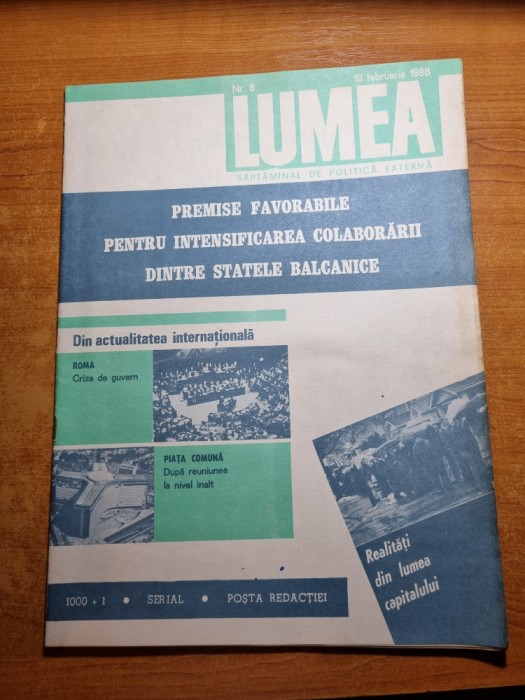 Nr. 8
18 februarie 1988
LUMEA
SĂPTĂMÎNAL DE POLITICĂ EXTERNĂ
PREMISE FAVORABILE
PENTRU INTENSIFICAREA COLABORĂRII
DINTRE STATELE BALCANICE
Din actualitatea internațională
ROMA
Criza de guvern
PIAȚA COMUNĂ
După reuniunea
la nivel înalt
Realități
din lumea
capitalului
1000 + 1 • SERIAL • POȘTA REDACȚIEI